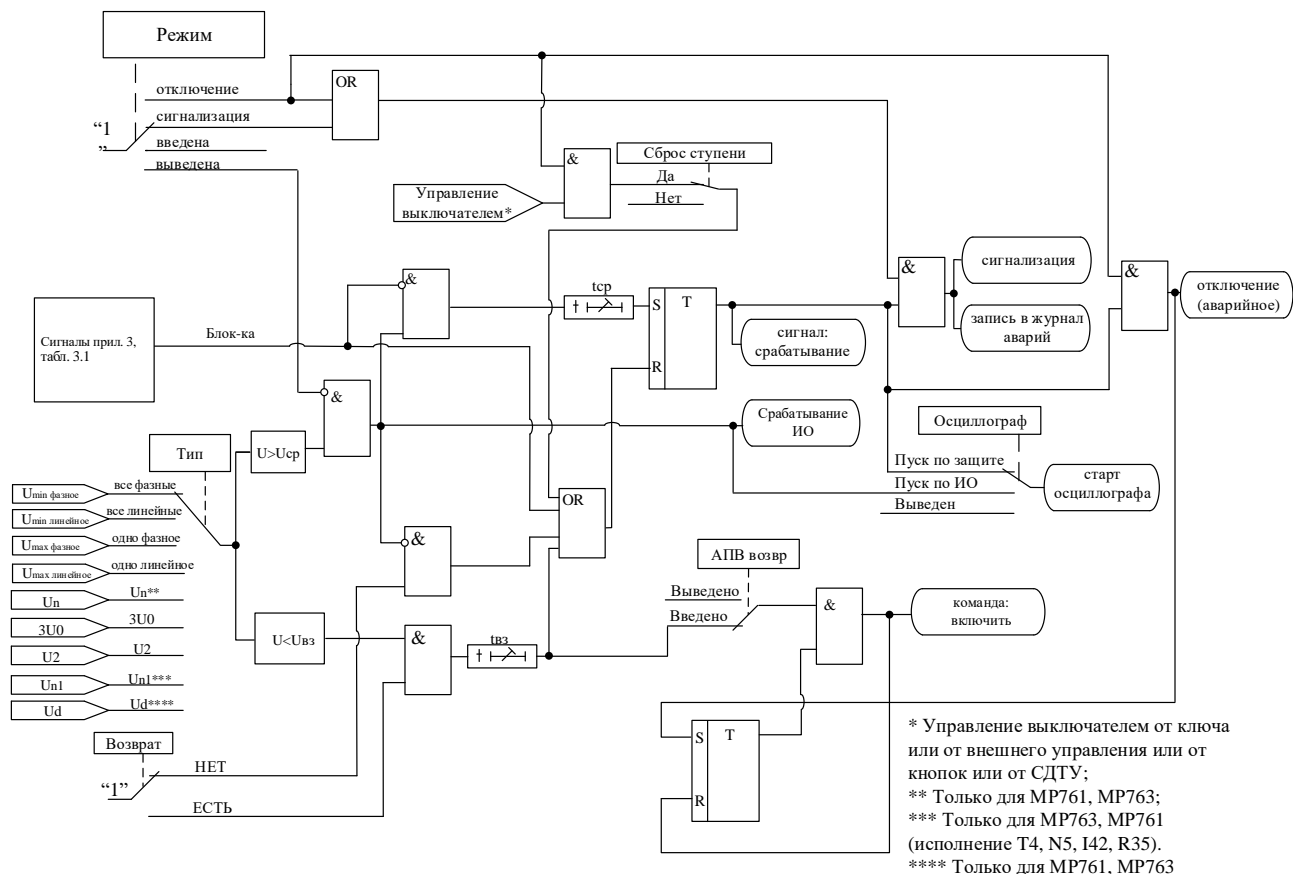 Режим
отключение
OR
сигнализация
“1
”
введена
выведена
&
Сброс ступени
Да
Нет
Управление
выключателем*
&
tср
S
T
R
&
сигнализация
запись в журнал
аварий
&
отключение
(аварийное)
Сигналы прил. 3,
табл. 3.1
Блок-ка
сигнал:
срабатывание
&
Срабатывание
ИО
Осциллограф
Пуск по защите
Пуск по ИО
Выведен
старт
осциллографа
Тип
U>Uср
Umin фазное
все фазные
Umin линейное
все линейные
Umax фазное
одно фазное
Umax линейное
одно линейное
Un
Un**
3U0
3U0
U2
U2
Un1
Un1***
Ud
Ud****
OR
&
АПВ возвр
Выведено
Введено
&
команда:
включить
U<Uвз
&
tвз
S
T
R
Возврат
“1”
НЕТ
ЕСТЬ
* Управление выключателем от ключа
или от внешнего управления или от
кнопок или от СДТУ;
** Только для МР761, МР763;
*** Только для МР763, МР761
(исполнение Т4, N5, I42, R35).
**** Только для МР761, МР763